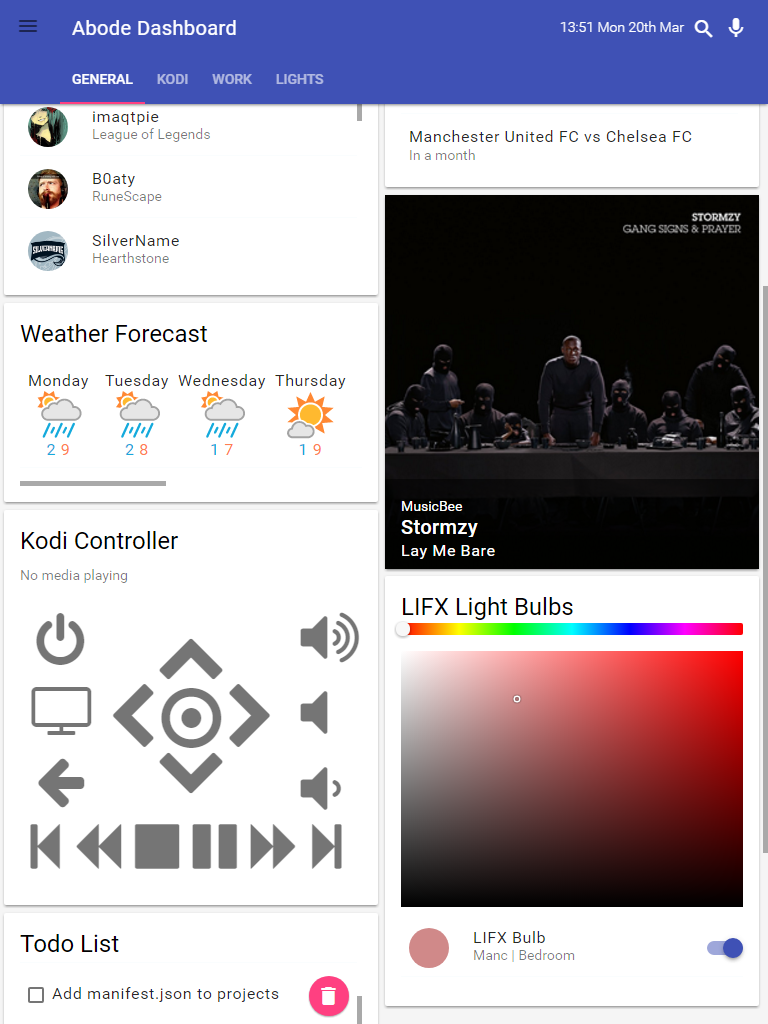 Abode Dashboard
13:51 Mon 20th Mar
GENERAL KODI WORK LIGHTS
imaqtpie
League of Legends
B0aty
RuneScape
SilverName
Hearthstone
Weather Forecast
Monday Tuesday Wednesday Thursday
2 9 2 8 1 7 1 9
Kodi Controller
No media playing
Todo List
Add manifest.json to projects
Manchester United FC vs Chelsea FC
In a month
STORMZY
GANG SIGNS & PRAYER
MusicBee
Stormzy
Lay Me Bare
LIFX Light Bulbs
LIFX Bulb
Manc | Bedroom